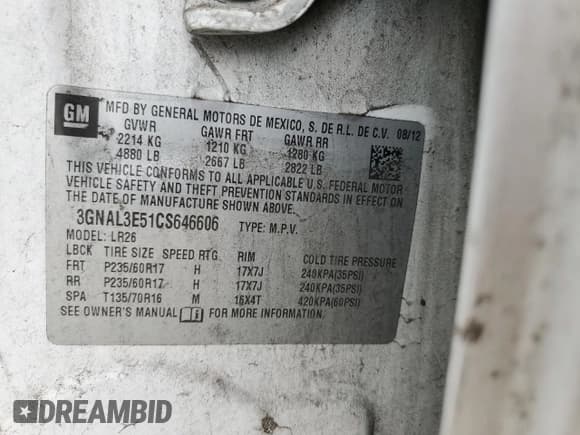 GM
MFD BY GENERAL MOTORS DE MEXICO, S. DE R.L. DE C.V. 08/12
GVWR GAWR FRT GAWR RR
2214 KG 1210 KG 1280 KG
4880 LB 2667 LB 2822 LB
THIS VEHICLE CONFORMS TO ALL APPLICABLE U.S. FEDERAL MOTOR
VEHICLE SAFETY AND THEFT PREVENTION STANDARDS IN EFFECT ON
THE DATE OF MANUFACTURE SHOWN ABOVE.
3GNAL3E51CS646606 TYPE: M.P.V.
MODEL: LR26
LBCK TIRE SIZE SPEED RTG RIM COLD TIRE PRESSURE
FRT P235/60R17 H 17X7J 240KPA(35PSI)
RR P235/60R17 H 17X7J 240KPA(35PSI)
SPA T135/70R16 M 16X4T 420KPA(60PSI)
SEE OWNER'S MANUAL FOR MORE INFORMATION.
DREAMBID